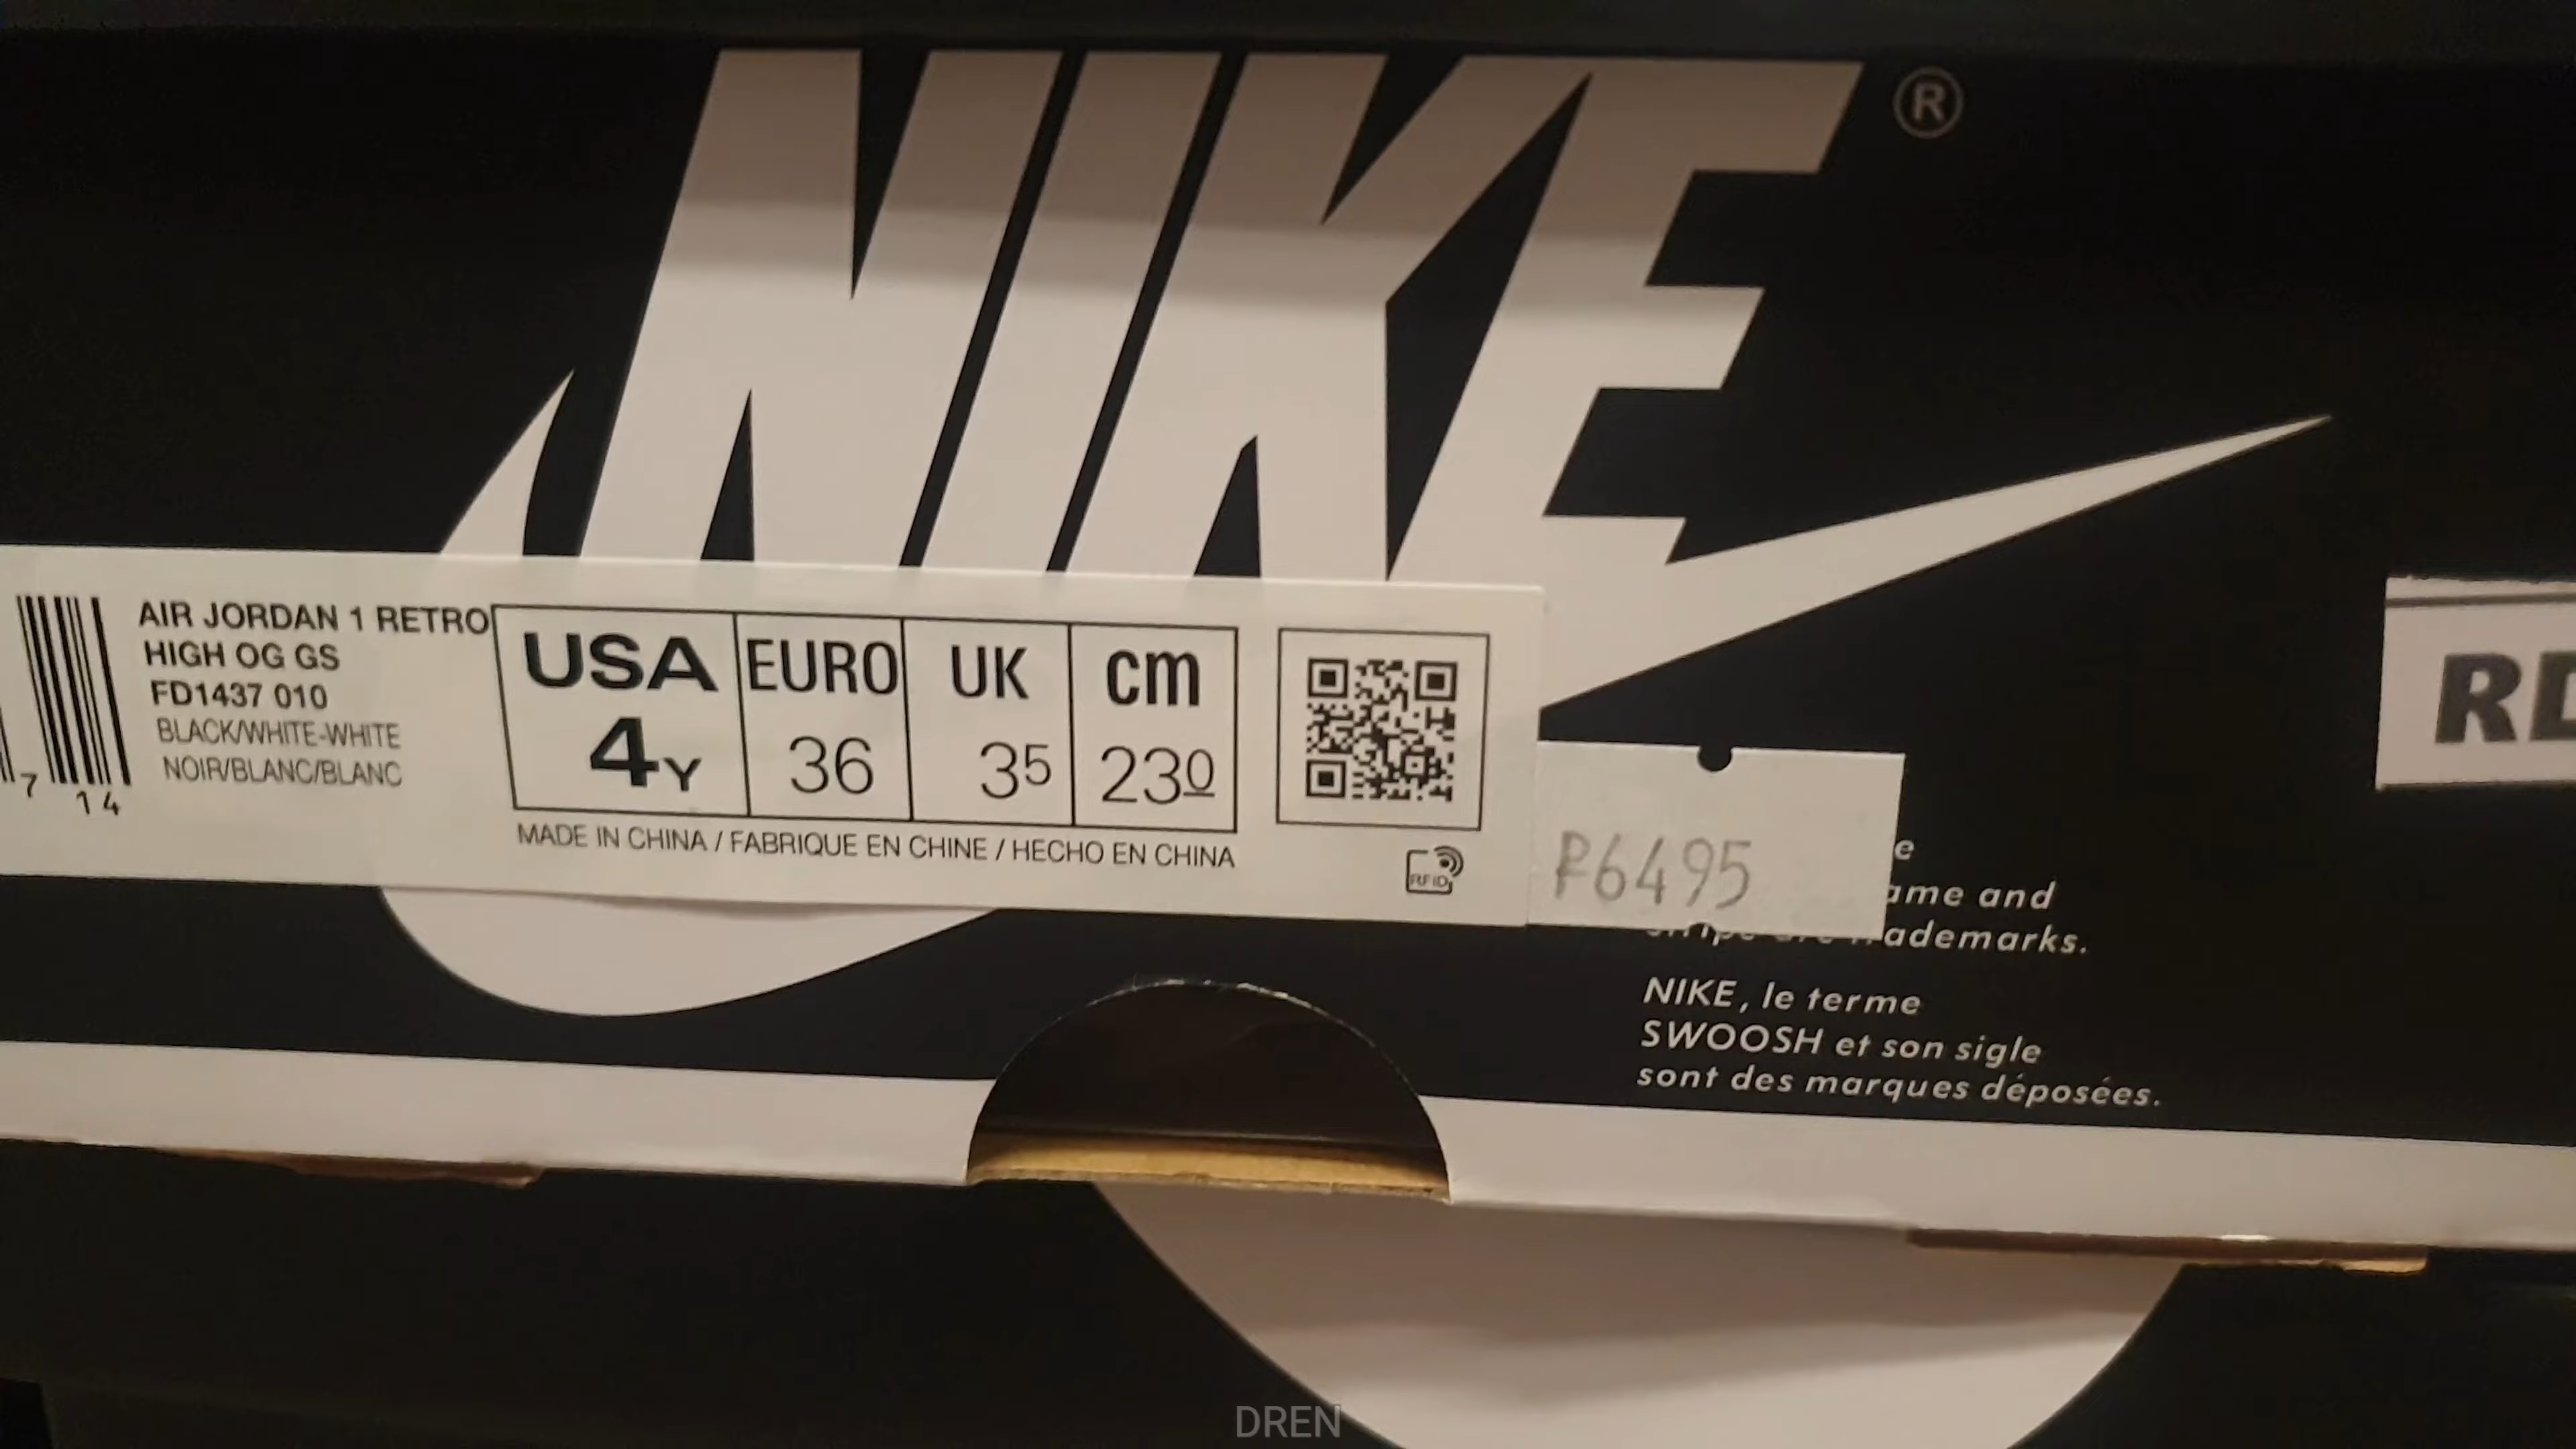 NIKE®
AIR JORDAN 1 RETRO
HIGH OG GS
FD1437 010
BLACK/WHITE-WHITE
NOIR/BLANC/BLANC
7
14
USA EURO UK cm
4Y 36 35 230
MADE IN CHINA / FABRIQUE EN CHINE / HECHO EN CHINA
RFID
₱6495
and
NIKE, le terme
SWOOSH et son sigle
sont des marques déposées.
DREN